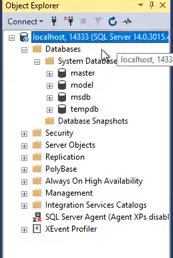 Object Explorer
Connect
localhost, 14333 (SQL Server 14.0.3015.4
Databases
localhost, 1433
System Database
master
model
msdb
tempdb
Database Snapshots
Security
Server Objects
Replication
PolyBase
Always On High Availability
Management
Integration Services Catalogs
SQL Server Agent (Agent XPs disabl
XEvent Profiler